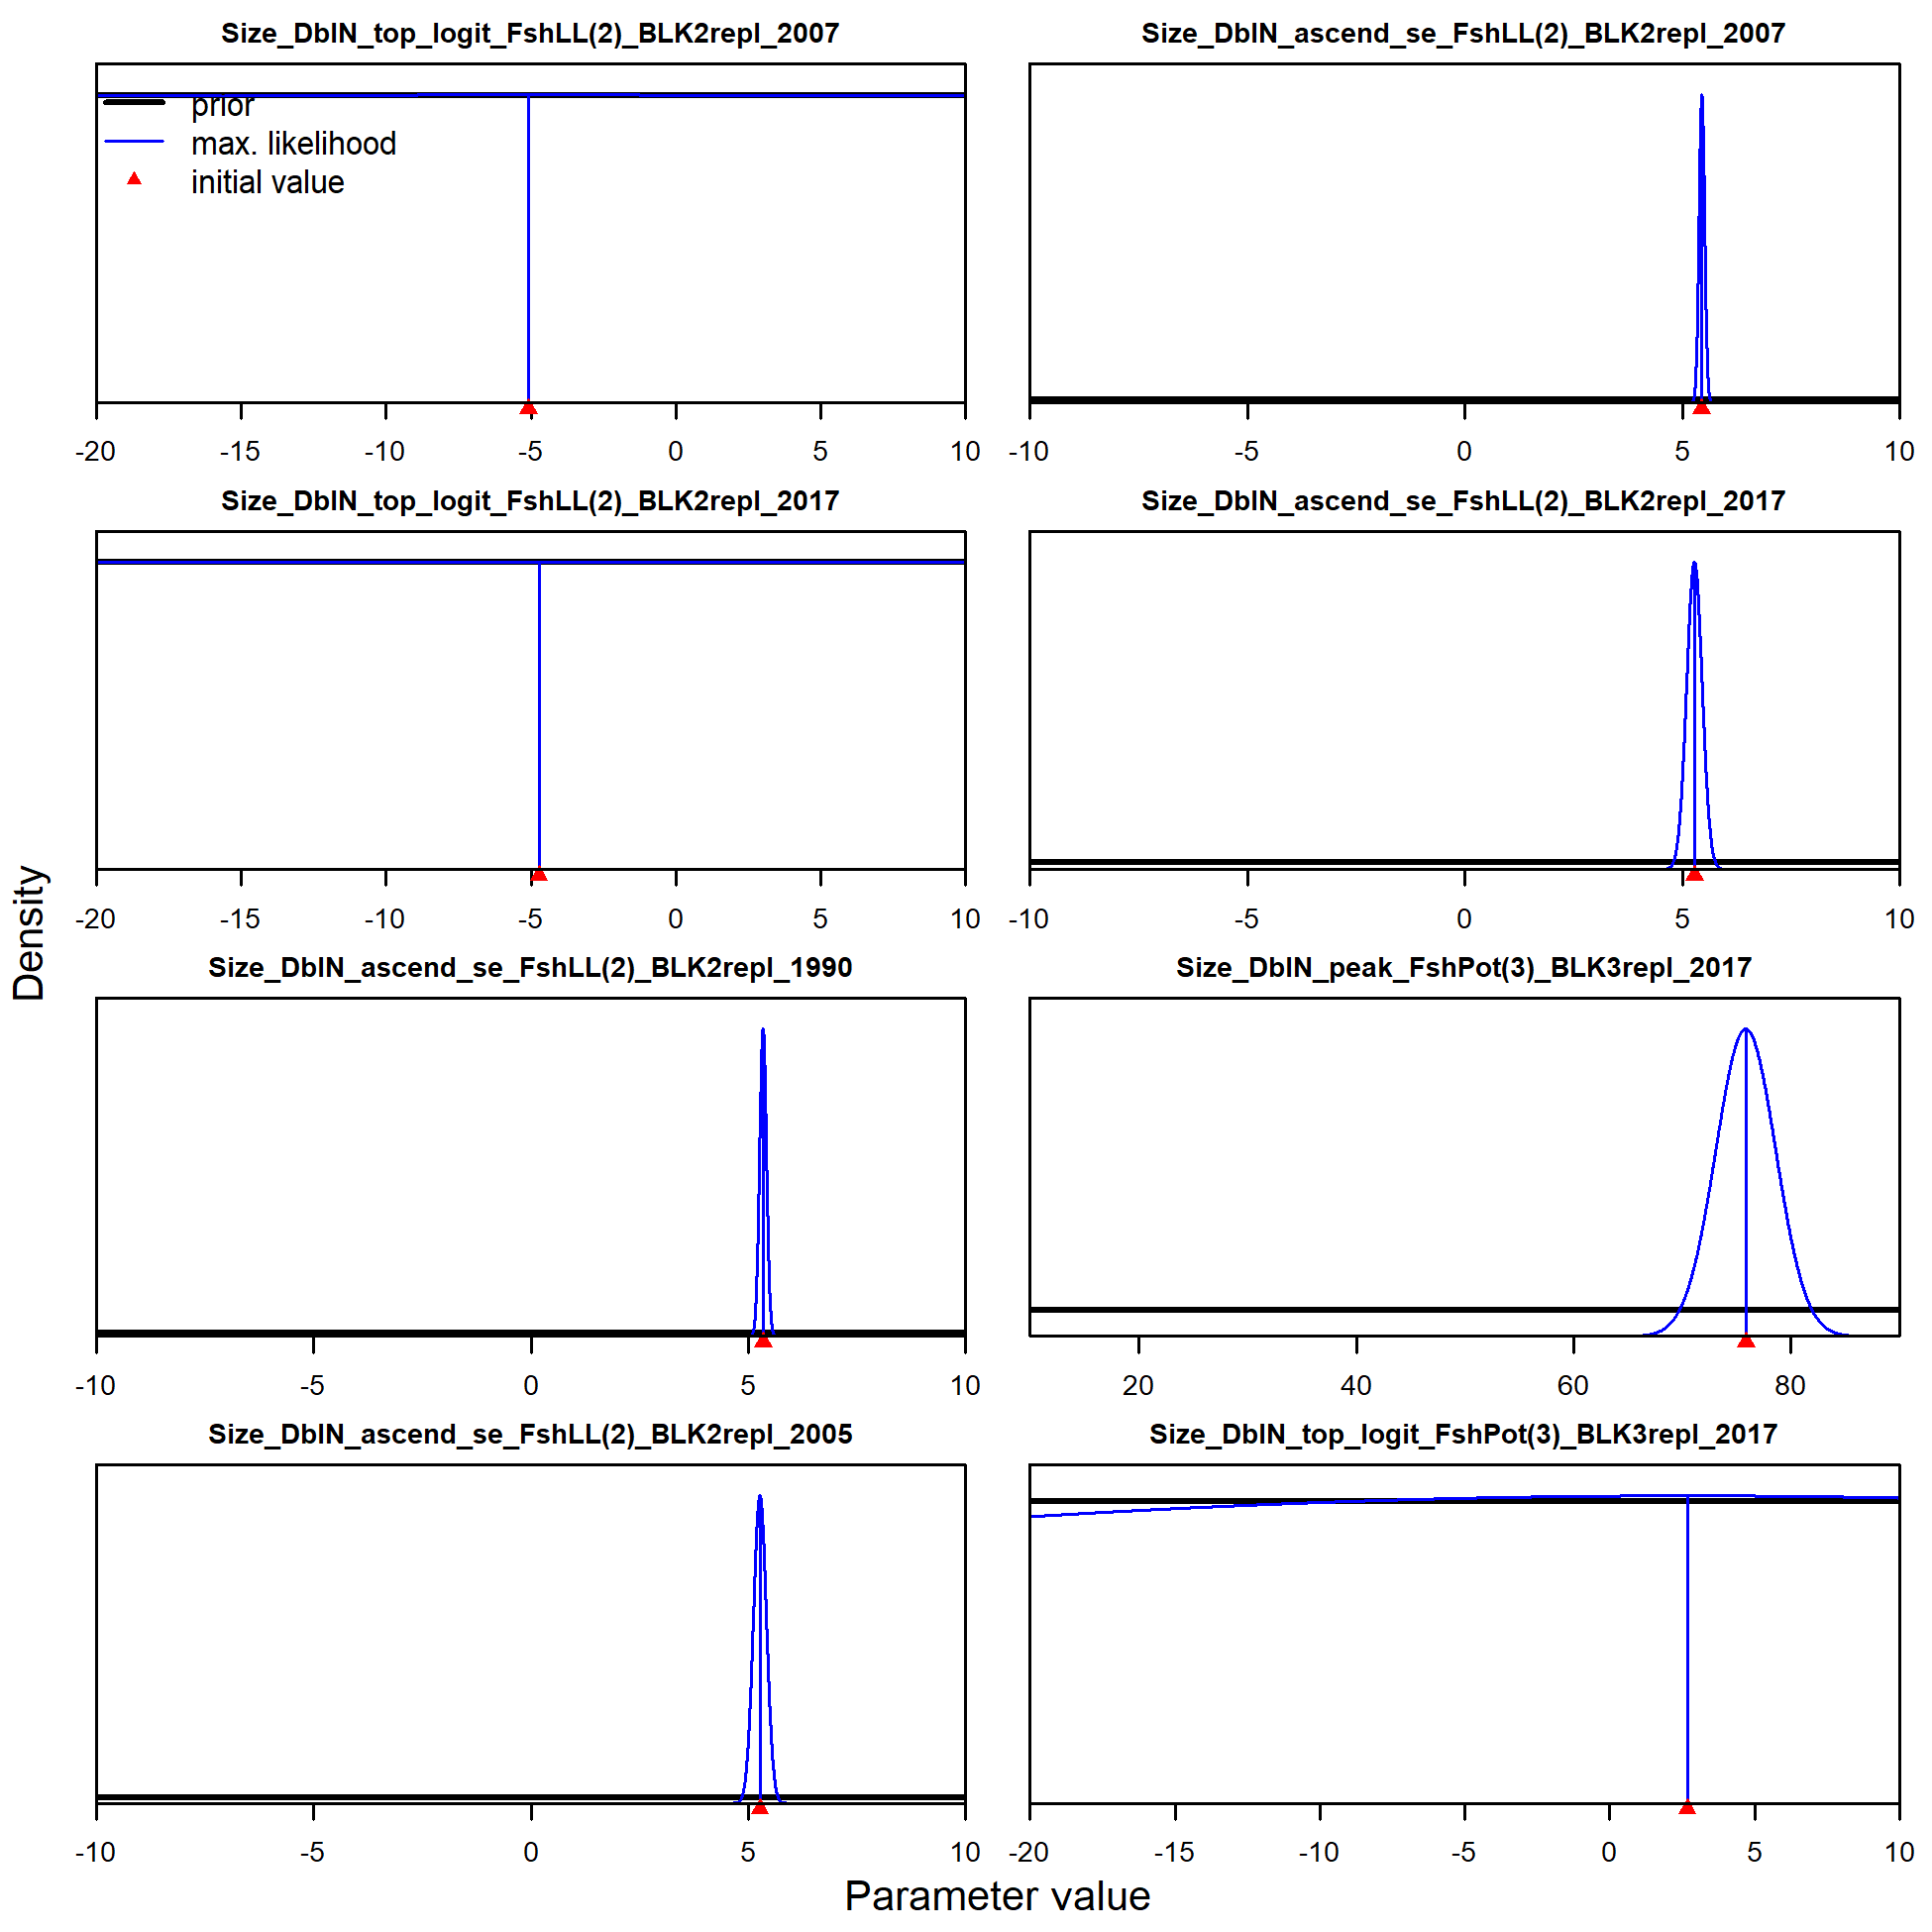 Size_DblN_top_logit_FshLL(2)_BLK2repl_2007
prior
max. likelihood
initial value
-20 -15 -10 -5 0 5 10
Size_DblN_ascend_se_FshLL(2)_BLK2repl_2007
-10 -5 0 5 10
Size_DblN_top_logit_FshLL(2)_BLK2repl_2017
-20 -15 -10 -5 0 5 10
Size_DblN_ascend_se_FshLL(2)_BLK2repl_2017
-10 -5 0 5 10
Size_DblN_ascend_se_FshLL(2)_BLK2repl_1990
-10 -5 0 5 10
Size_DblN_peak_FshPot(3)_BLK3repl_2017
20 40 60 80
Size_DblN_ascend_se_FshLL(2)_BLK2repl_2005
-10 -5 0 5 10
Size_DblN_top_logit_FshPot(3)_BLK3repl_2017
-20 -15 -10 -5 0 5 10
Density
Parameter value